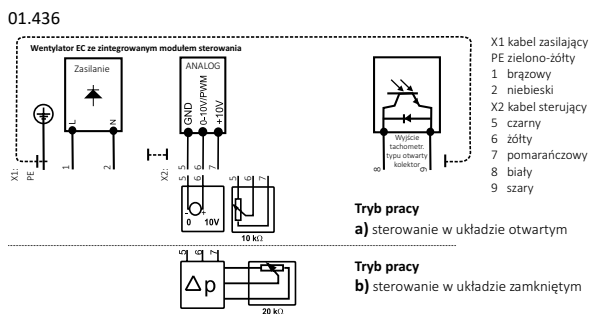 01.436
Wentylator EC ze zintegrowanym modułem sterowania
Zasilanie
ANALOG
L
N
GND
0-10V/PWM
+10V
Wyjście
tachometr.
typu otwarty
kolektor
X1:
PE
1
2
X2:
5
6
7
8
9
5 6 7
5 6 7
- +
0 10V
10 kΩ
5 6 7
Δp
20 kΩ
X1 kabel zasilający
PE zielono-żółty
1 brązowy
2 niebieski
X2 kabel sterujący
5 czarny
6 żółty
7 pomarańczowy
8 biały
9 szary
Tryb pracy
a) sterowanie w układzie otwartym
Tryb pracy
b) sterowanie w układzie zamkniętym